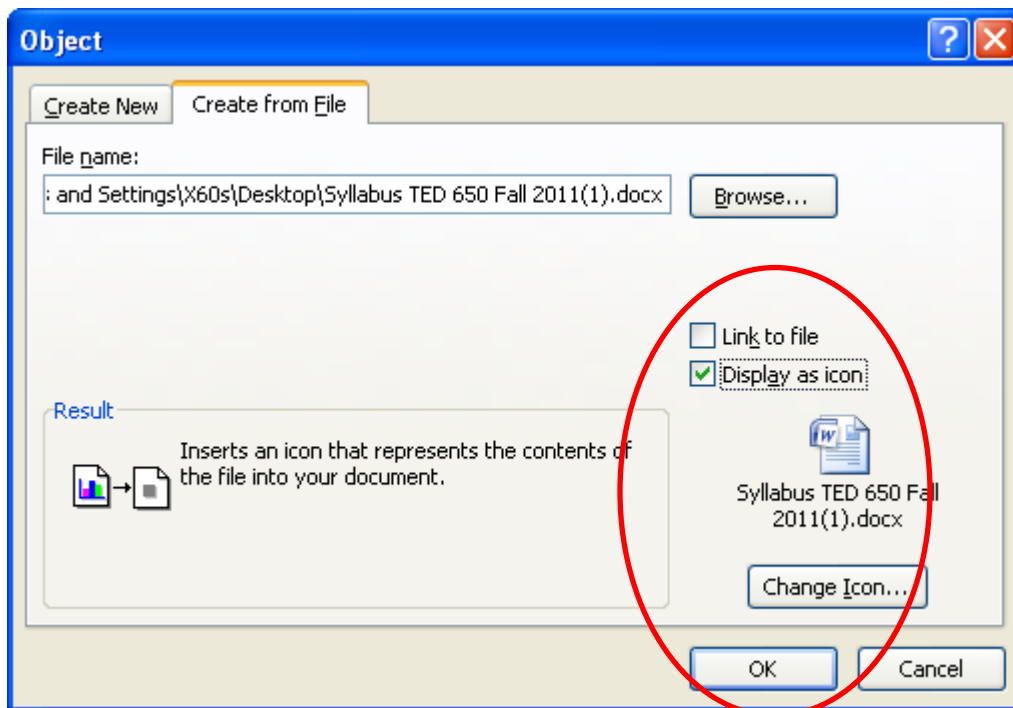 Object
Create New
Create from File
File name:
: and Settings\X60s\Desktop\Syllabus TED 650 Fall 2011(1).docx
Browse...
Link to file
Display as icon
Result
Inserts an icon that represents the contents of
the file into your document.
Syllabus TED 650 Fall
2011(1).docx
Change Icon...
OK
Cancel